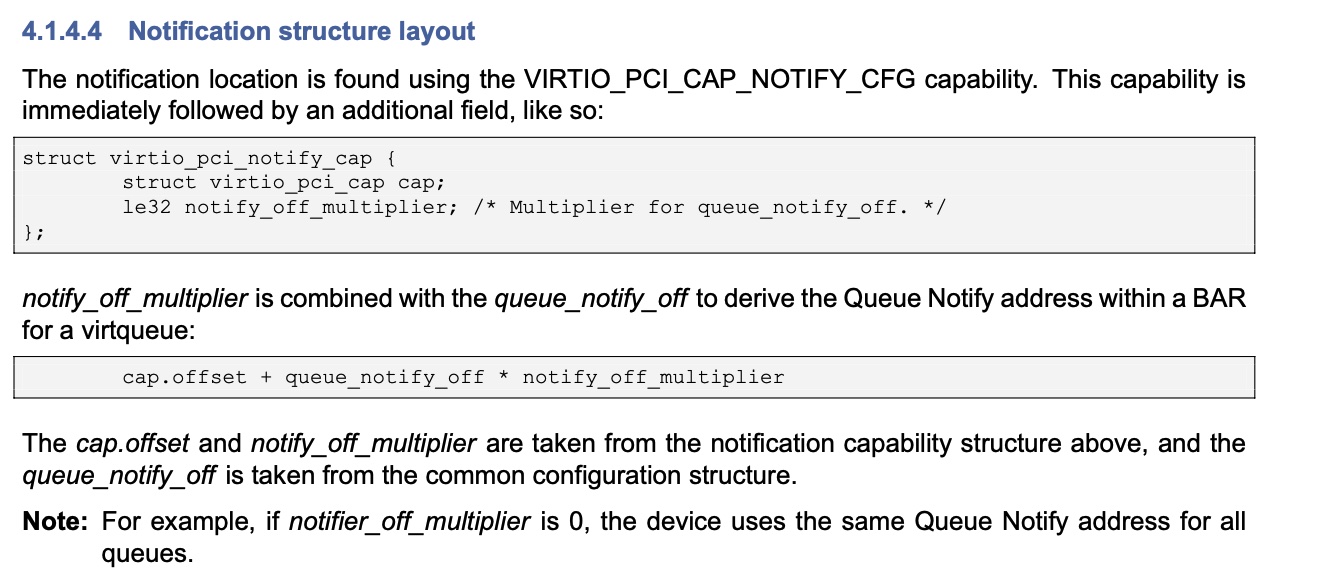 4.1.4.4 Notification structure layout
The notification location is found using the VIRTIO_PCI_CAP_NOTIFY_CFG capability. This capability is
immediately followed by an additional field, like so:
struct virtio_pci_notify_cap {
        struct virtio_pci_cap cap;
        le32 notify_off_multiplier; /* Multiplier for queue_notify_off. */
};
notify_off_multiplier is combined with the queue_notify_off to derive the Queue Notify address within a BAR
for a virtqueue:
        cap.offset + queue_notify_off * notify_off_multiplier
The cap.offset and notify_off_multiplier are taken from the notification capability structure above, and the
queue_notify_off is taken from the common configuration structure.
Note: For example, if notifier_off_multiplier is 0, the device uses the same Queue Notify address for all
queues.